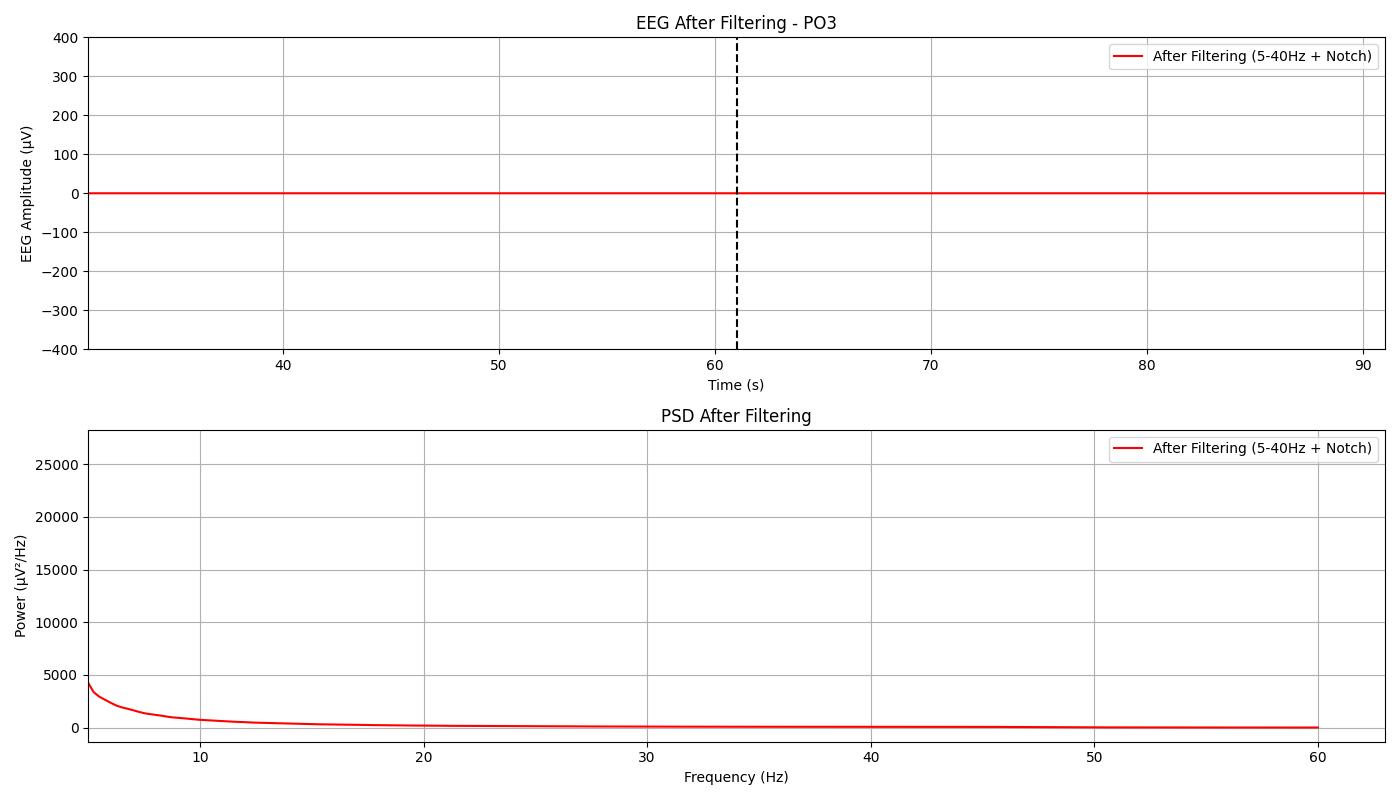 EEG After Filtering - PO3
After Filtering (5-40Hz + Notch)
EEG Amplitude (µV)
400
300
200
100
0
−100
−200
−300
−400
40 50 60 70 80 90
Time (s)
PSD After Filtering
After Filtering (5-40Hz + Notch)
Power (µV²/Hz)
25000
20000
15000
10000
5000
0
10 20 30 40 50 60
Frequency (Hz)